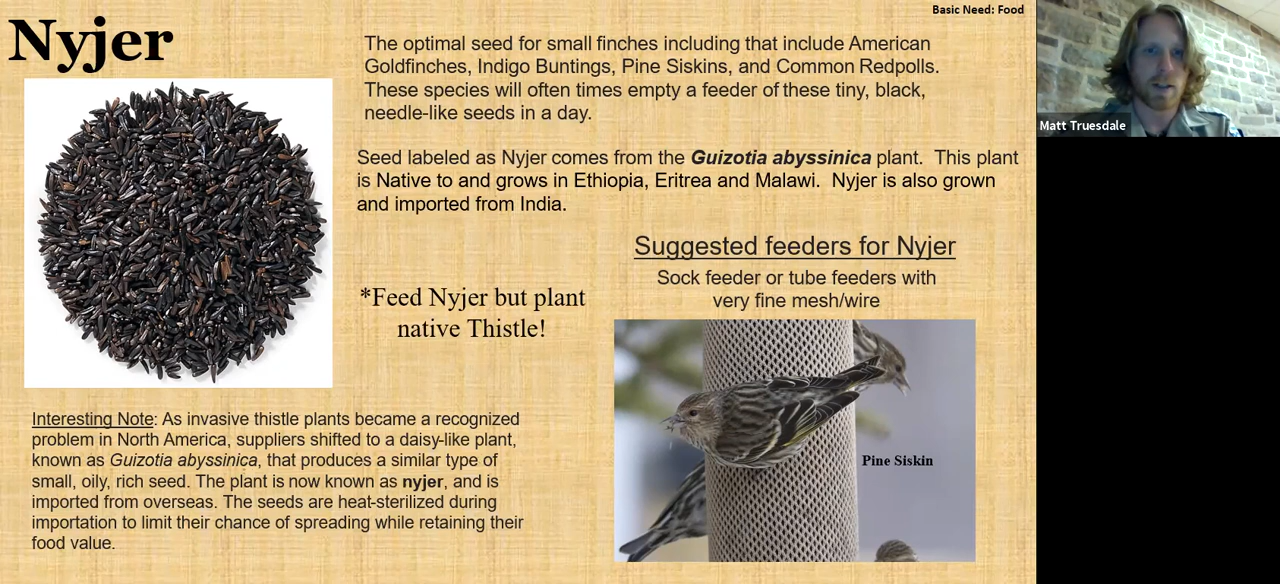 Basic Need: Food
Nyjer
The optimal seed for small finches including that include American
Goldfinches, Indigo Buntings, Pine Siskins, and Common Redpolls.
These species will often times empty a feeder of these tiny, black,
needle-like seeds in a day.
Seed labeled as Nyjer comes from the Guizotia abyssinica plant. This plant
is Native to and grows in Ethiopia, Eritrea and Malawi. Nyjer is also grown
and imported from India.
Suggested feeders for Nyjer
Sock feeder or tube feeders with
very fine mesh/wire
*Feed Nyjer but plant
native Thistle!
Pine Siskin
Interesting Note: As invasive thistle plants became a recognized
problem in North America, suppliers shifted to a daisy-like plant,
known as Guizotia abyssinica, that produces a similar type of
small, oily, rich seed. The plant is now known as nyjer, and is
imported from overseas. The seeds are heat-sterilized during
importation to limit their chance of spreading while retaining their
food value.
Matt Truesdale